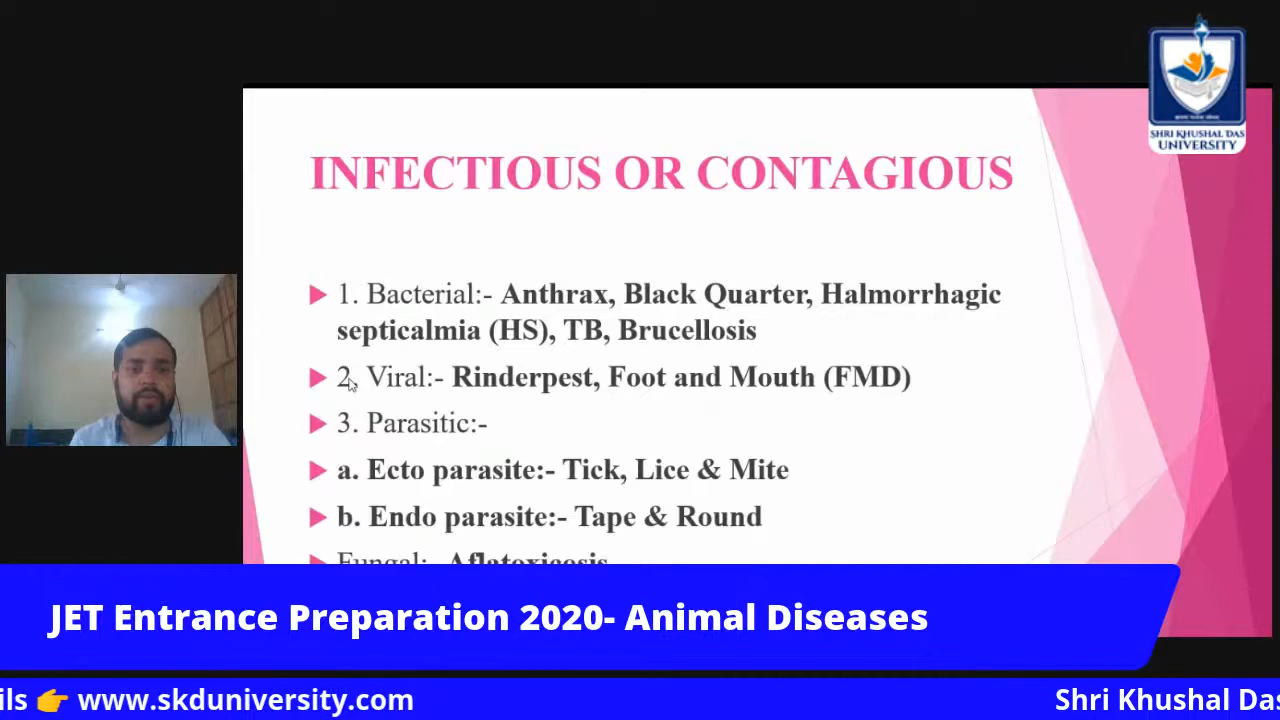 SHRI KHUSHAL DAS
UNIVERSITY
INFECTIOUS OR CONTAGIOUS
1. Bacterial:- Anthrax, Black Quarter, Halmorrhagic
septicalmia (HS), TB, Brucellosis
2. Viral:- Rinderpest, Foot and Mouth (FMD)
3. Parasitic:-
a. Ecto parasite:- Tick, Lice & Mite
b. Endo parasite:- Tape & Round
Fungal:- Aflatoxicosis
JET Entrance Preparation 2020- Animal Diseases
ils 👉 www.skduniversity.com Shri Khushal Das